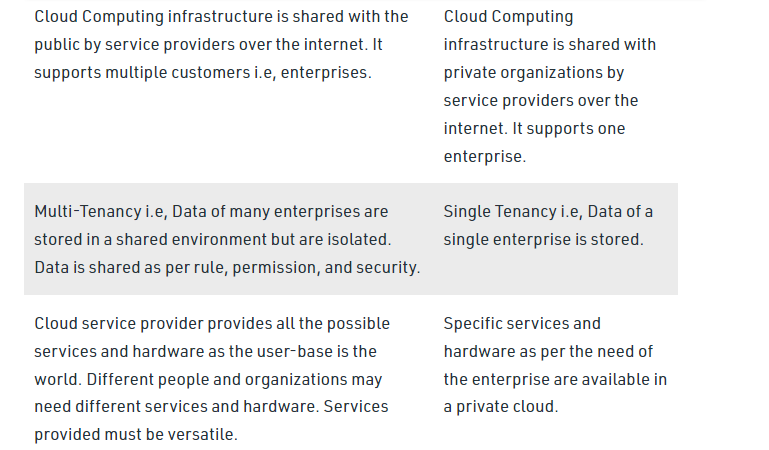 Cloud Computing infrastructure is shared with the
public by service providers over the internet. It
supports multiple customers i.e, enterprises.
Cloud Computing
infrastructure is shared with
private organizations by
service providers over the
internet. It supports one
enterprise.
Multi-Tenancy i.e, Data of many enterprises are
stored in a shared environment but are isolated.
Data is shared as per rule, permission, and security.
Single Tenancy i.e, Data of a
single enterprise is stored.
Cloud service provider provides all the possible
services and hardware as the user-base is the
world. Different people and organizations may
need different services and hardware. Services
provided must be versatile.
Specific services and
hardware as per the need of
the enterprise are available in
a private cloud.